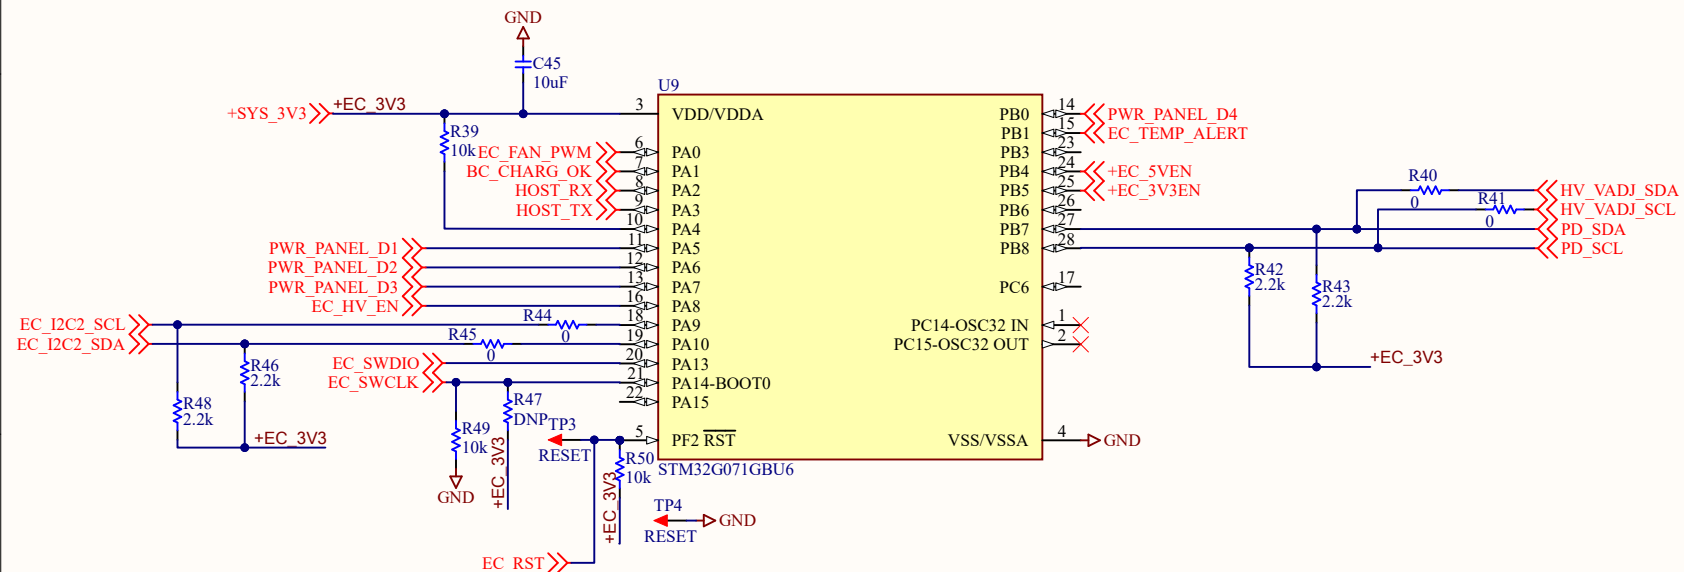 GND
C45
10uF
U9
+SYS_3V3
+EC_3V3
3
VDD/VDDA
R39
10k
EC_FAN_PWM
6
PA0
BC_CHARG_OK
7
PA1
HOST_RX
8
PA2
HOST_TX
9
PA3
10
PA4
PWR_PANEL_D1
11
PA5
PWR_PANEL_D2
12
PA6
PWR_PANEL_D3
13
PA7
EC_HV_EN
16
PA8
EC_I2C2_SCL
R44
0
18
PA9
EC_I2C2_SDA
R45
0
19
PA10
EC_SWDIO
20
PA13
EC_SWCLK
21
PA14-BOOT0
22
PA15
R46
2.2k
R48
2.2k
+EC_3V3
R47
DNP
R49
10k
GND
+EC_3V3
TP3
RESET
5
PF2 RST
R50
10k
+EC_3V3
STM32G071GBU6
TP4
RESET
GND
EC_RST
PB0
14
PWR_PANEL_D4
PB1
15
EC_TEMP_ALERT
PB3
23
PB4
24
+EC_5VEN
PB5
25
+EC_3V3EN
PB6
26
PB7
27
PB8
28
PC6
17
PC14-OSC32 IN
1
PC15-OSC32 OUT
2
VSS/VSSA
4
GND
R40
0
HV_VADJ_SDA
R41
0
HV_VADJ_SCL
PD_SDA
PD_SCL
R42
2.2k
R43
2.2k
+EC_3V3